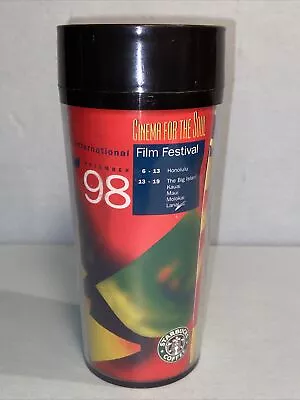 CINEMA FOR THE SOUL
International Film Festival
98
6 - 13 Honolulu
13 - 19 The Big Island
Kauai
Maui
Molokai
Lanai
STARBUCKS
COFFEE